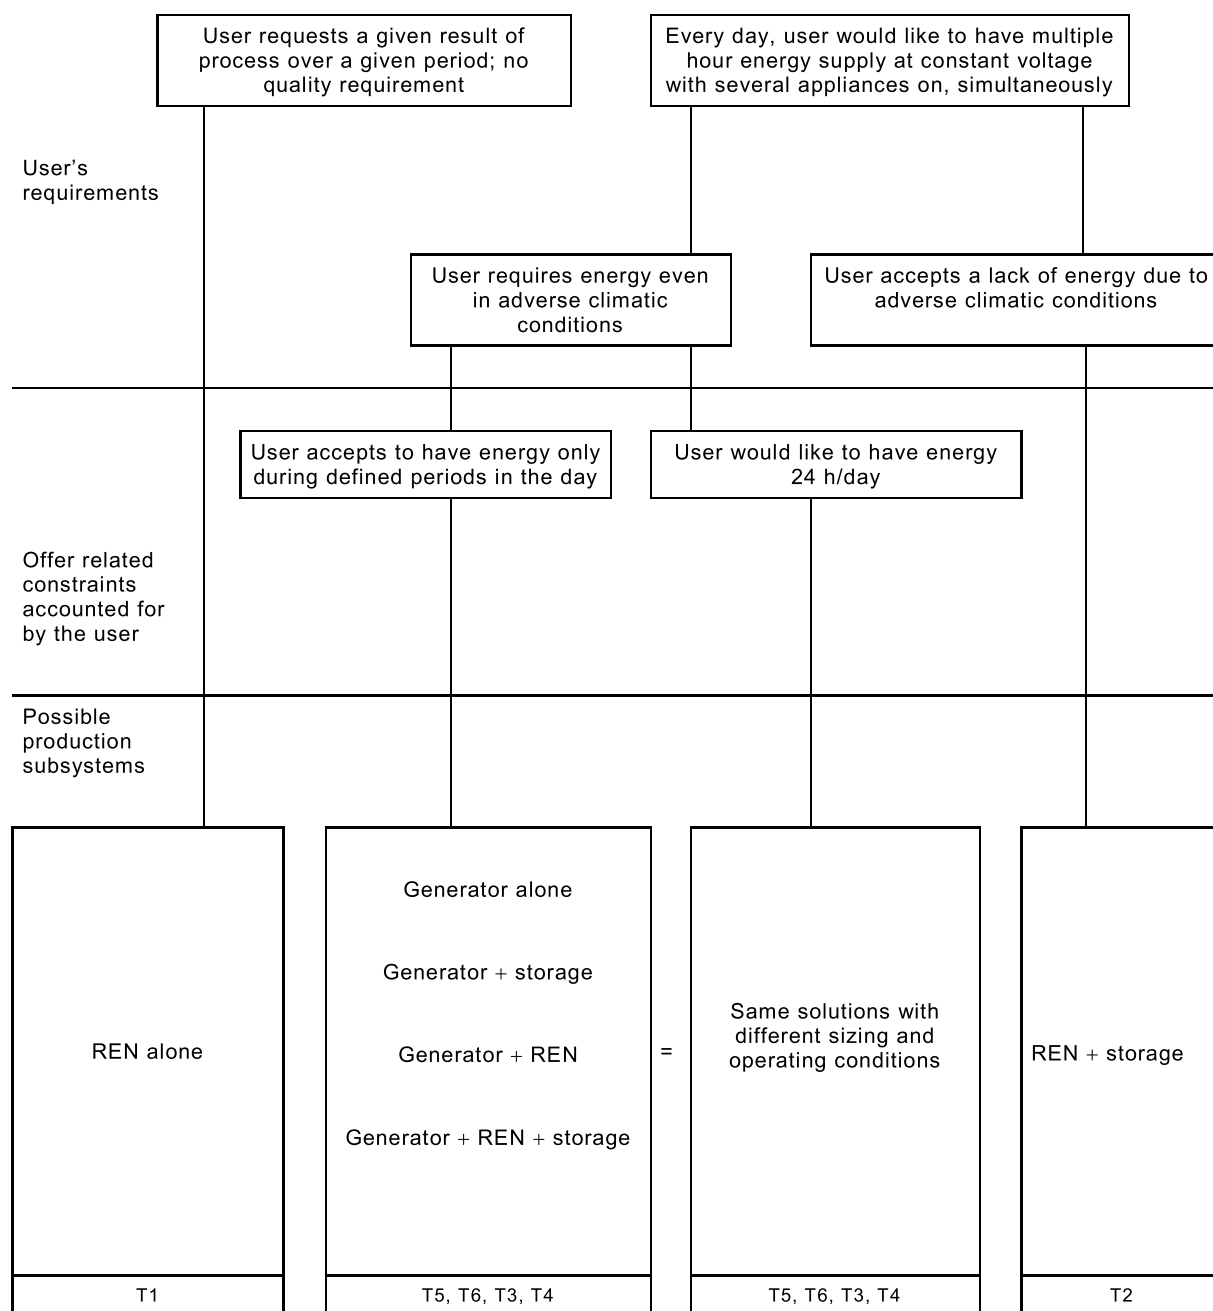 User requests a given result of
process over a given period; no
quality requirement
Every day, user would like to have multiple
hour energy supply at constant voltage
with several appliances on, simultaneously
User’s
requirements
User requires energy even
in adverse climatic
conditions
User accepts a lack of energy due to
adverse climatic conditions
User accepts to have energy only
during defined periods in the day
User would like to have energy
24 h/day
Offer related
constraints
accounted for
by the user
Possible
production
subsystems
REN alone
Generator alone
Generator + storage
Generator + REN
Generator + REN + storage
=
Same solutions with
different sizing and
operating conditions
REN + storage
T1
T5, T6, T3, T4
T5, T6, T3, T4
T2